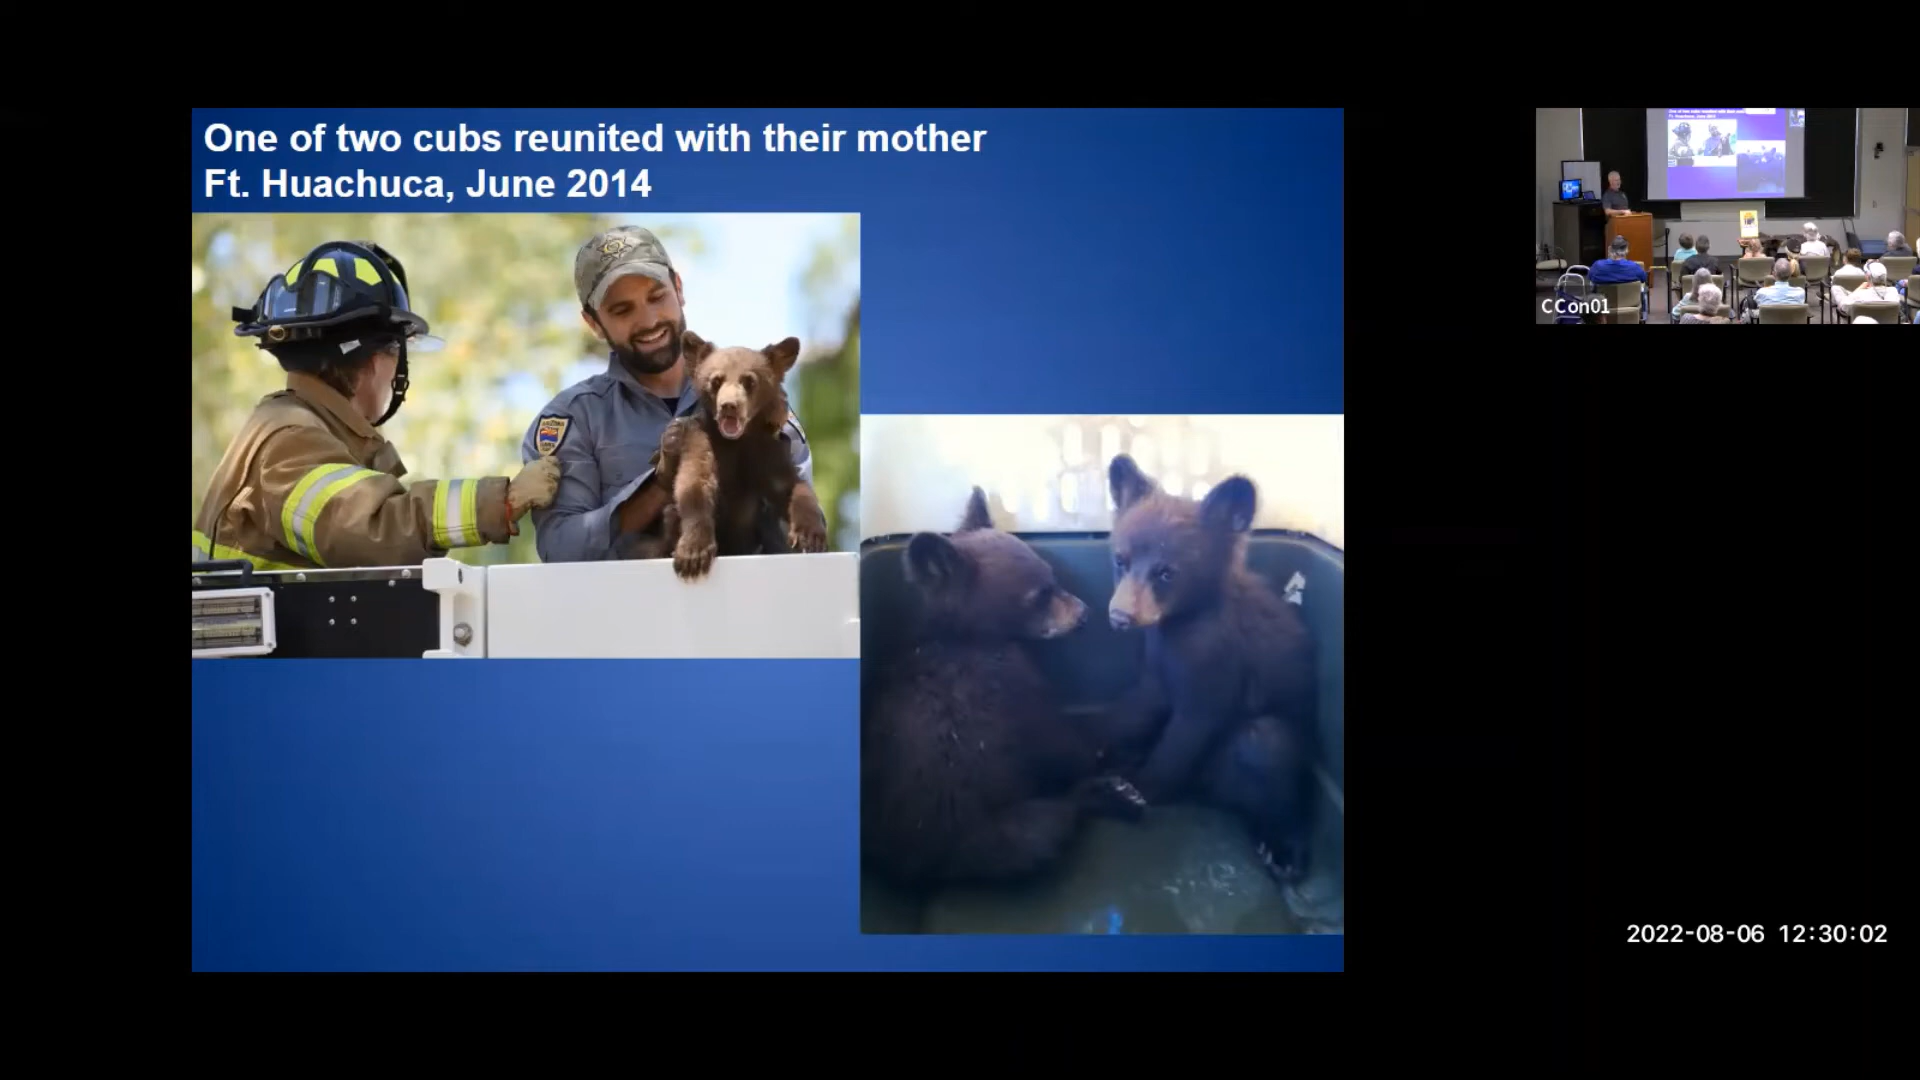 One of two cubs reunited with their mother
Ft. Huachuca, June 2014
CCon01
2022-08-06 12:30:02